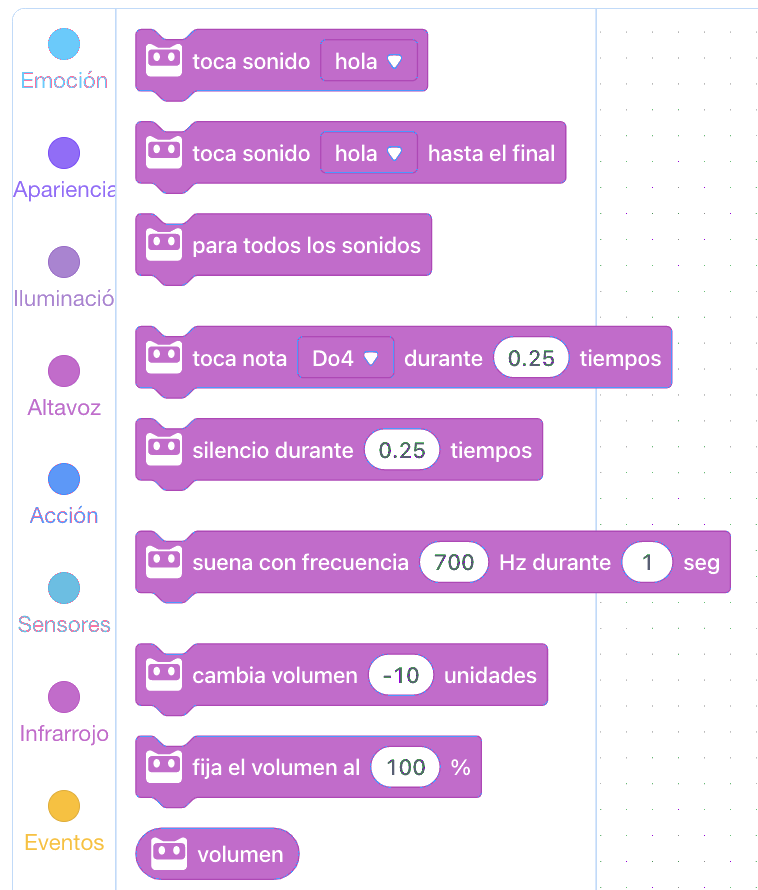 Emoción
Apariencia
Iluminació
Altavoz
Acción
Sensores
Infrarrojo
Eventos
toca sonido hola
toca sonido hola hasta el final
para todos los sonidos
toca nota Do4 durante 0.25 tiempos
silencio durante 0.25 tiempos
suena con frecuencia 700 Hz durante 1 seg
cambia volumen -10 unidades
fija el volumen al 100 %
volumen